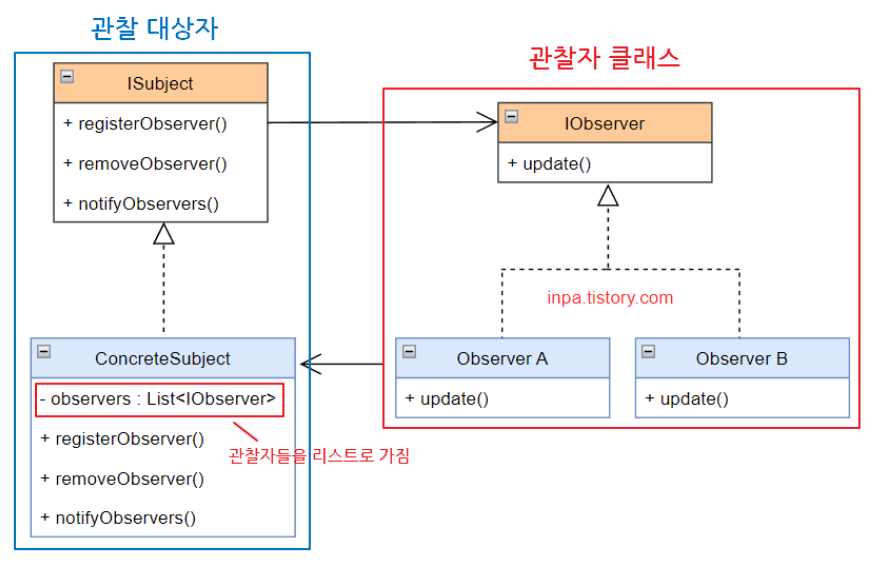 관찰 대상자
ISubject
+ registerObserver()
+ removeObserver()
+ notifyObservers()
관찰자 클래스
IObserver
+ update()
inpa.tistory.com
ConcreteSubject
- observers : List<IObserver>
+ registerObserver()
+ removeObserver()
+ notifyObservers()
관찰자들을 리스트로 가짐
Observer A
+ update()
Observer B
+ update()